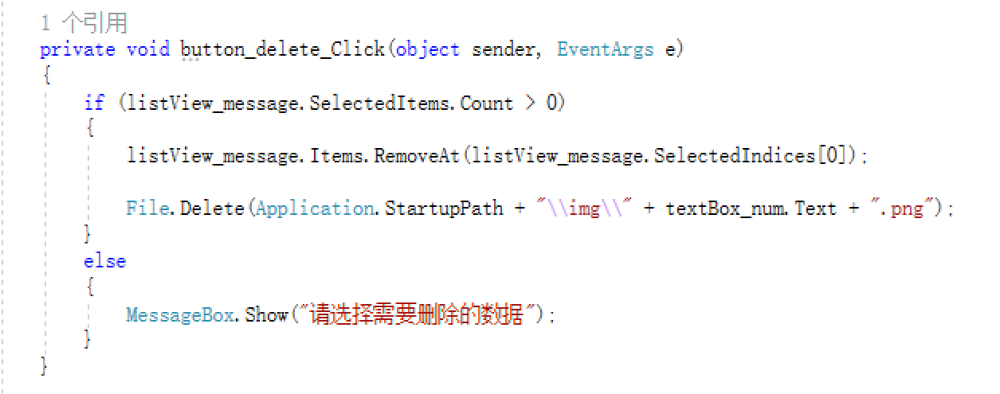 1 个引用
private void button_delete_Click(object sender, EventArgs e)
{
if (listView_message.SelectedItems.Count > 0)
{
listView_message.Items.RemoveAt(listView_message.SelectedIndices[0]);
File.Delete(Application.StartupPath + "\\img\\" + textBox_num.Text + ".png");
}
else
{
MessageBox.Show("请选择需要删除的数据");
}
}